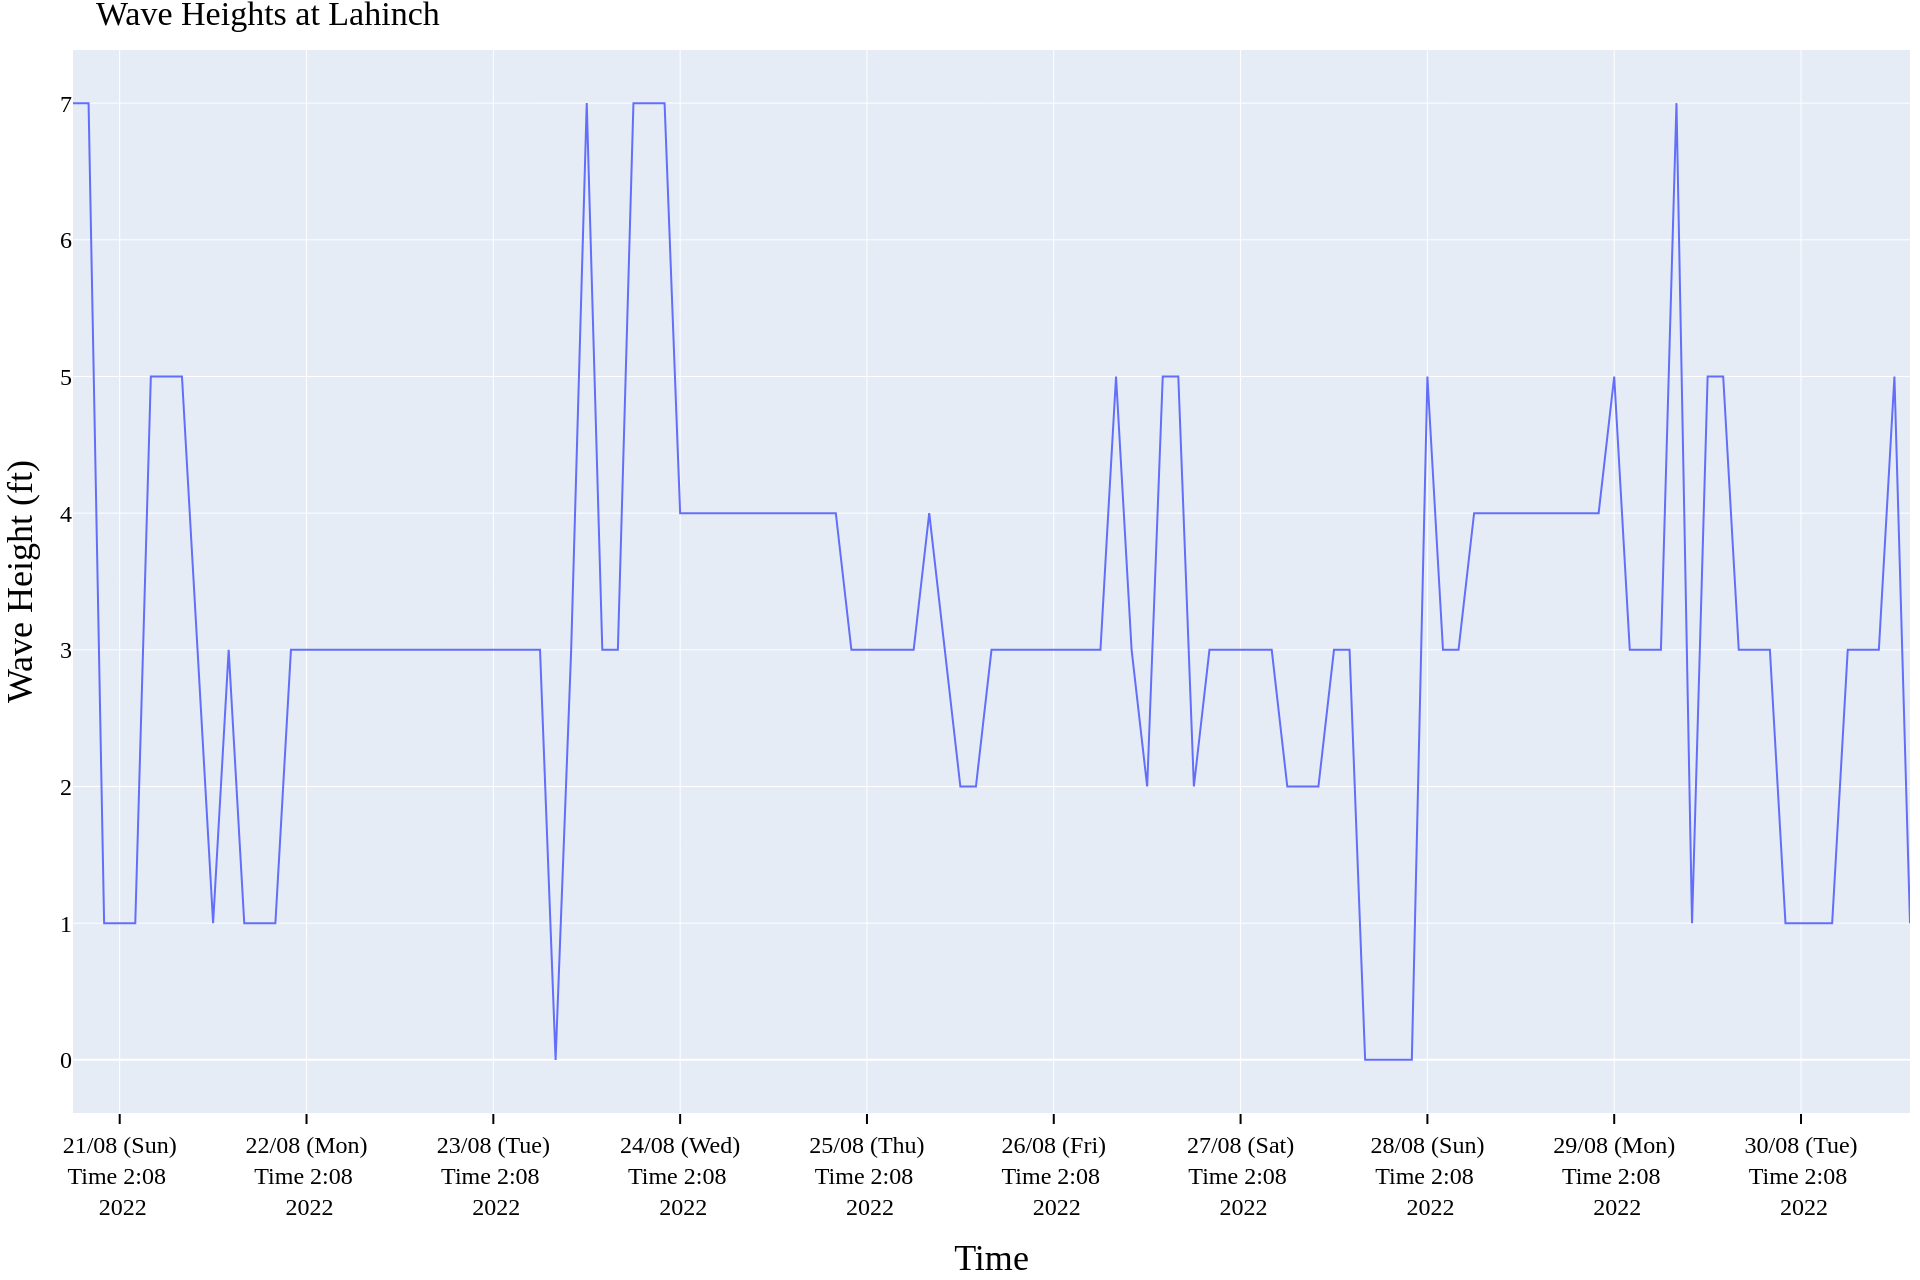 Wave Heights at Lahinch
7
6
5
4
3
2
1
0
Wave Height (ft)
21/08 (Sun)
Time 2:08
2022
22/08 (Mon)
Time 2:08
2022
23/08 (Tue)
Time 2:08
2022
24/08 (Wed)
Time 2:08
2022
25/08 (Thu)
Time 2:08
2022
26/08 (Fri)
Time 2:08
2022
27/08 (Sat)
Time 2:08
2022
28/08 (Sun)
Time 2:08
2022
29/08 (Mon)
Time 2:08
2022
30/08 (Tue)
Time 2:08
2022
Time